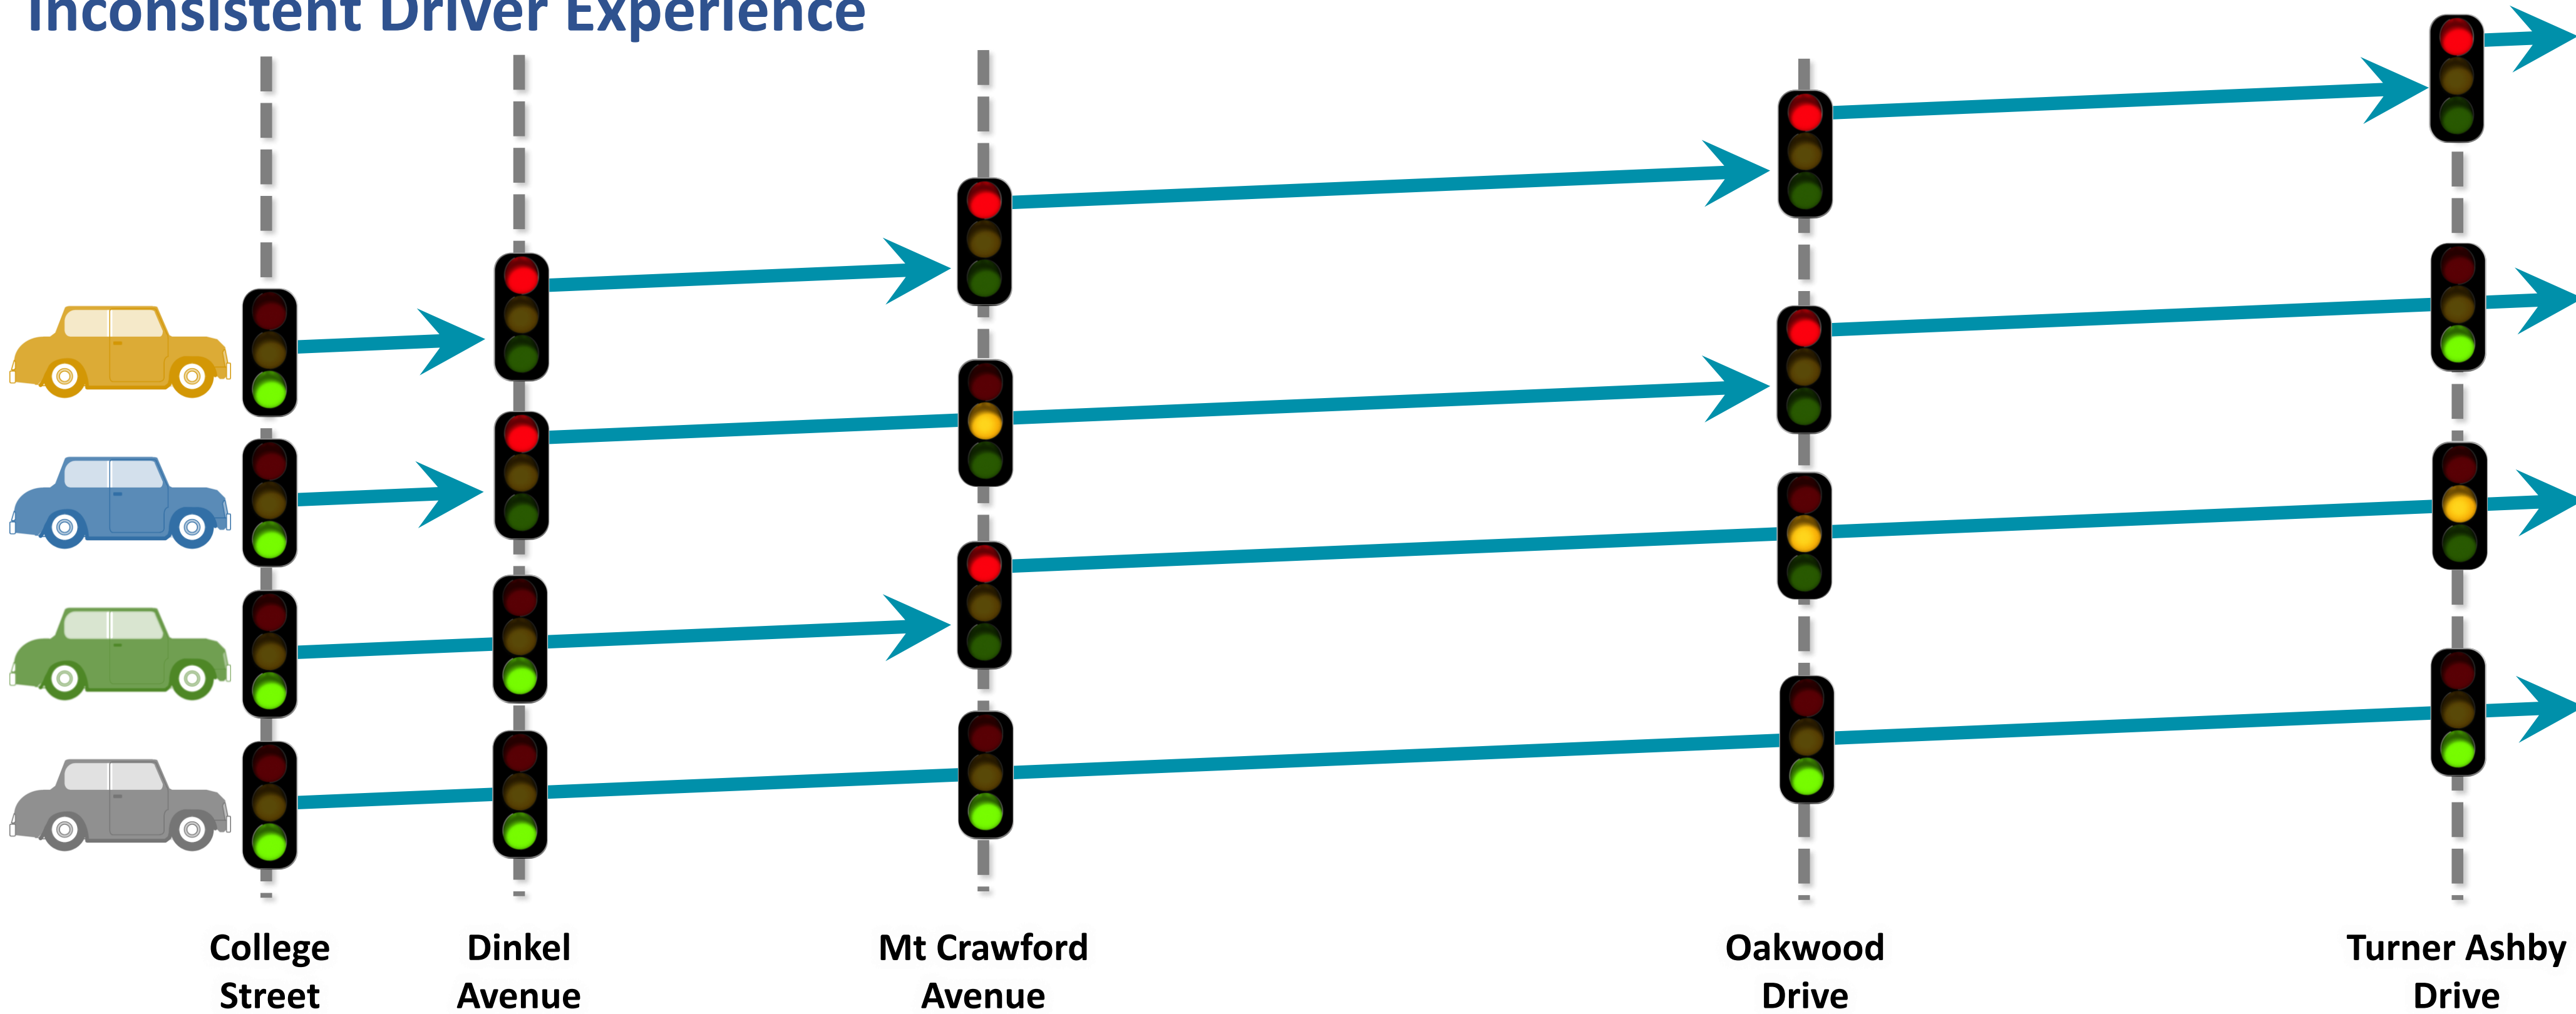 Inconsistent Driver Experience
College
Street
Dinkel
Avenue
Mt Crawford
Avenue
Oakwood
Drive
Turner Ashby
Drive